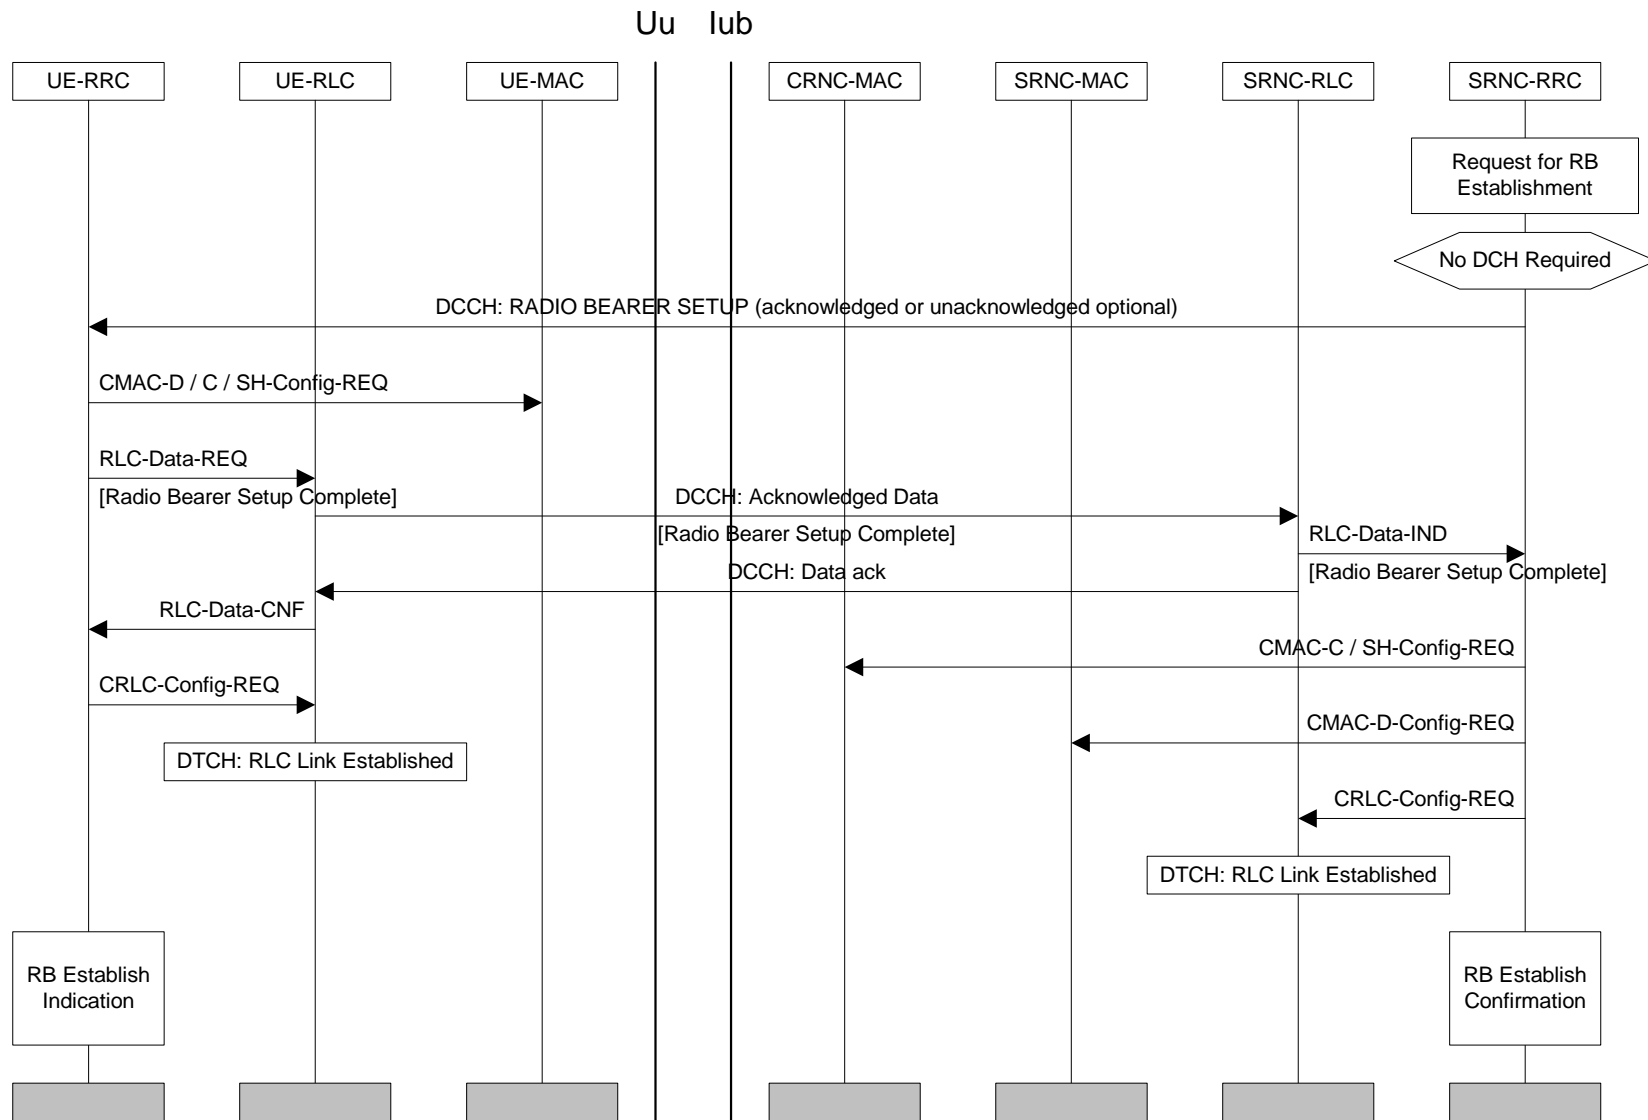 Uu Iub
UE-RRC UE-RLC UE-MAC CRNC-MAC SRNC-MAC SRNC-RLC SRNC-RRC
Request for RB
Establishment
No DCH Required
DCCH: RADIO BEARER SETUP (acknowledged or unacknowledged optional)
CMAC-D / C / SH-Config-REQ
RLC-Data-REQ
[Radio Bearer Setup Complete]
DCCH: Acknowledged Data
[Radio Bearer Setup Complete]
RLC-Data-IND
[Radio Bearer Setup Complete]
DCCH: Data ack
RLC-Data-CNF
CMAC-C / SH-Config-REQ
CRLC-Config-REQ
CMAC-D-Config-REQ
DTCH: RLC Link Established
CRLC-Config-REQ
DTCH: RLC Link Established
RB Establish
Indication
RB Establish
Confirmation